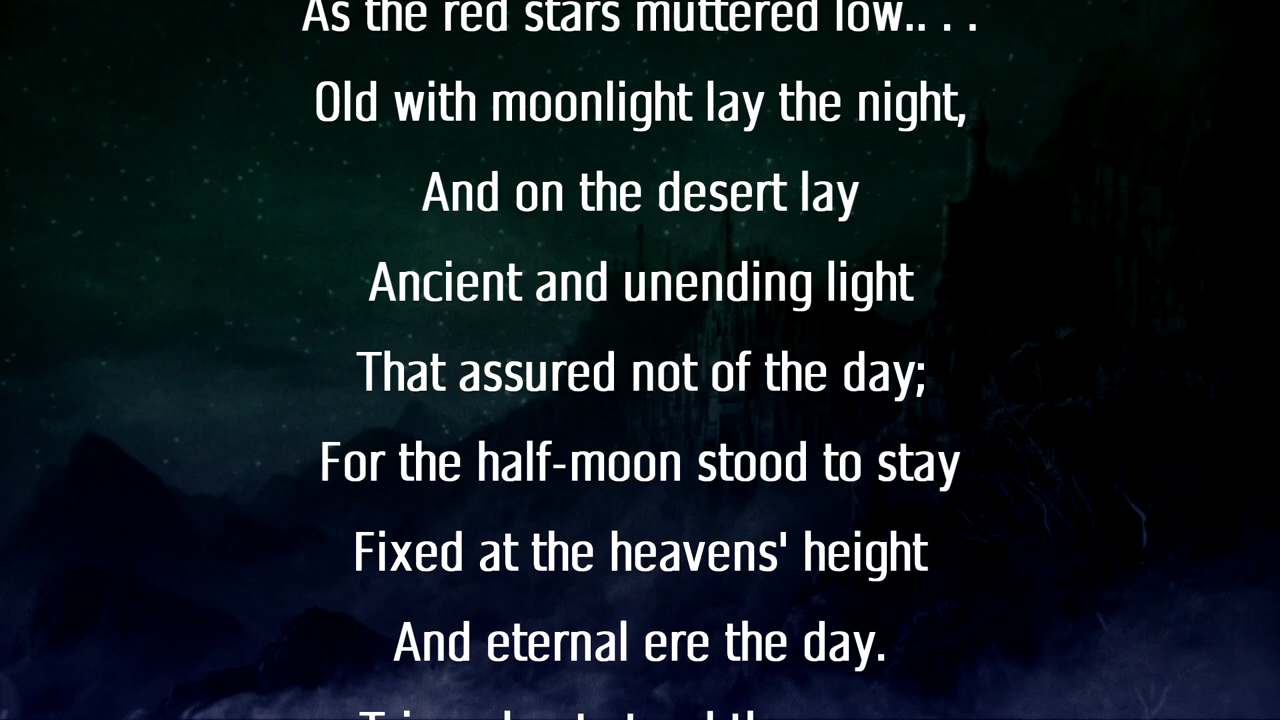 As the red stars muttered low.. . .
Old with moonlight lay the night,
And on the desert lay
Ancient and unending light
That assured not of the day;
For the half-moon stood to stay
Fixed at the heavens' height
And eternal ere the day.